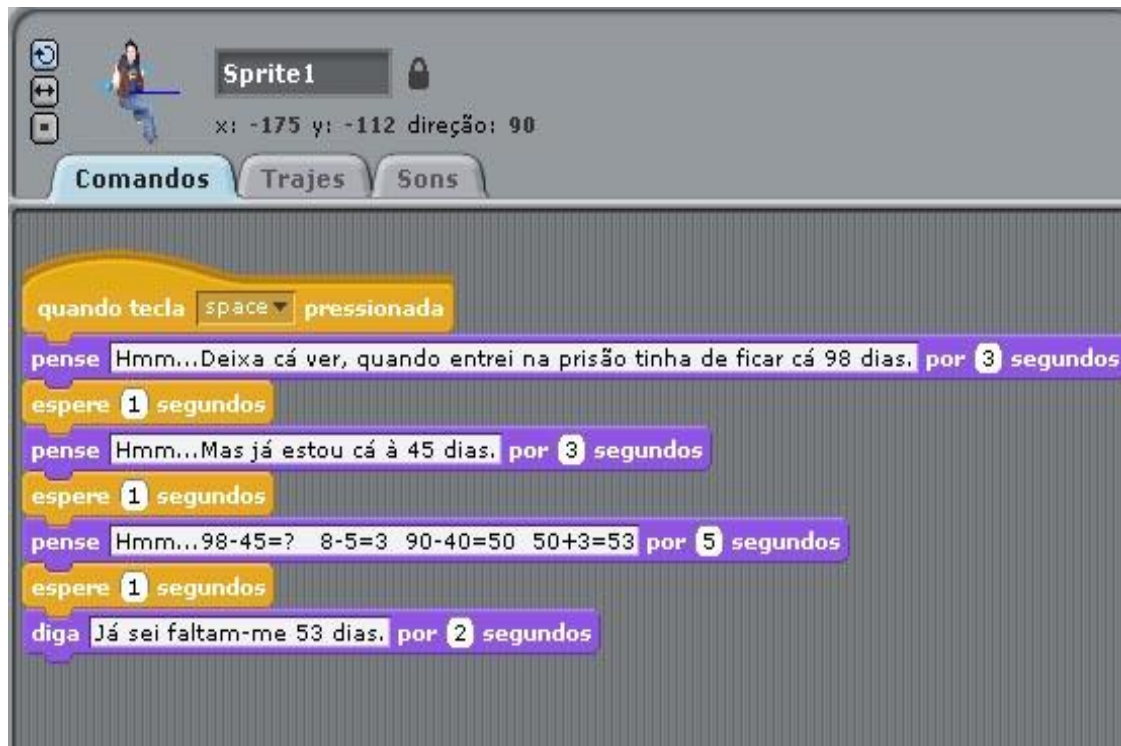 Sprite1
x: -175 y: -112 direção: 90
Comandos Trajes Sons
quando tecla space pressionada
pense Hmm...Deixa cá ver, quando entrei na prisão tinha de ficar cá 98 dias. por 3 segundos
espere 1 segundos
pense Hmm...Mas já estou cá à 45 dias. por 3 segundos
espere 1 segundos
pense Hmm...98-45=? 8-5=3 90-40=50 50+3=53 por 5 segundos
espere 1 segundos
diga Já sei faltam-me 53 dias. por 2 segundos